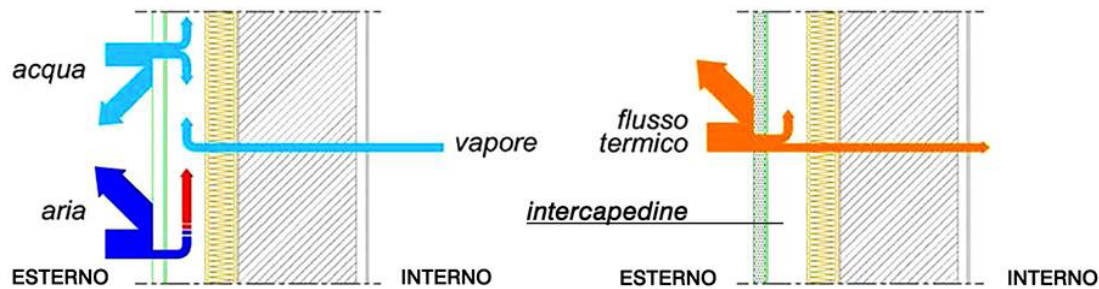 acqua
vapore
aria
ESTERNO
INTERNO
flusso
termico
intercapedine
ESTERNO
INTERNO